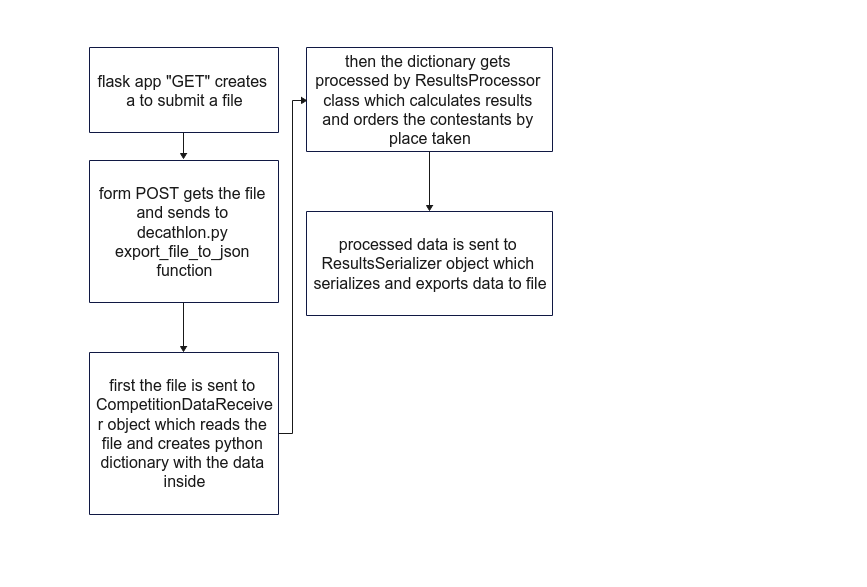 flask app "GET" creates
a to submit a file
form POST gets the file
and sends to
decathlon.py
export_file_to_json
function
first the file is sent to
CompetitionDataReceive
r object which reads the
file and creates python
dictionary with the data
inside
then the dictionary gets
processed by ResultsProcessor
class which calculates results
and orders the contestants by
place taken
processed data is sent to
ResultsSerializer object which
serializes and exports data to file